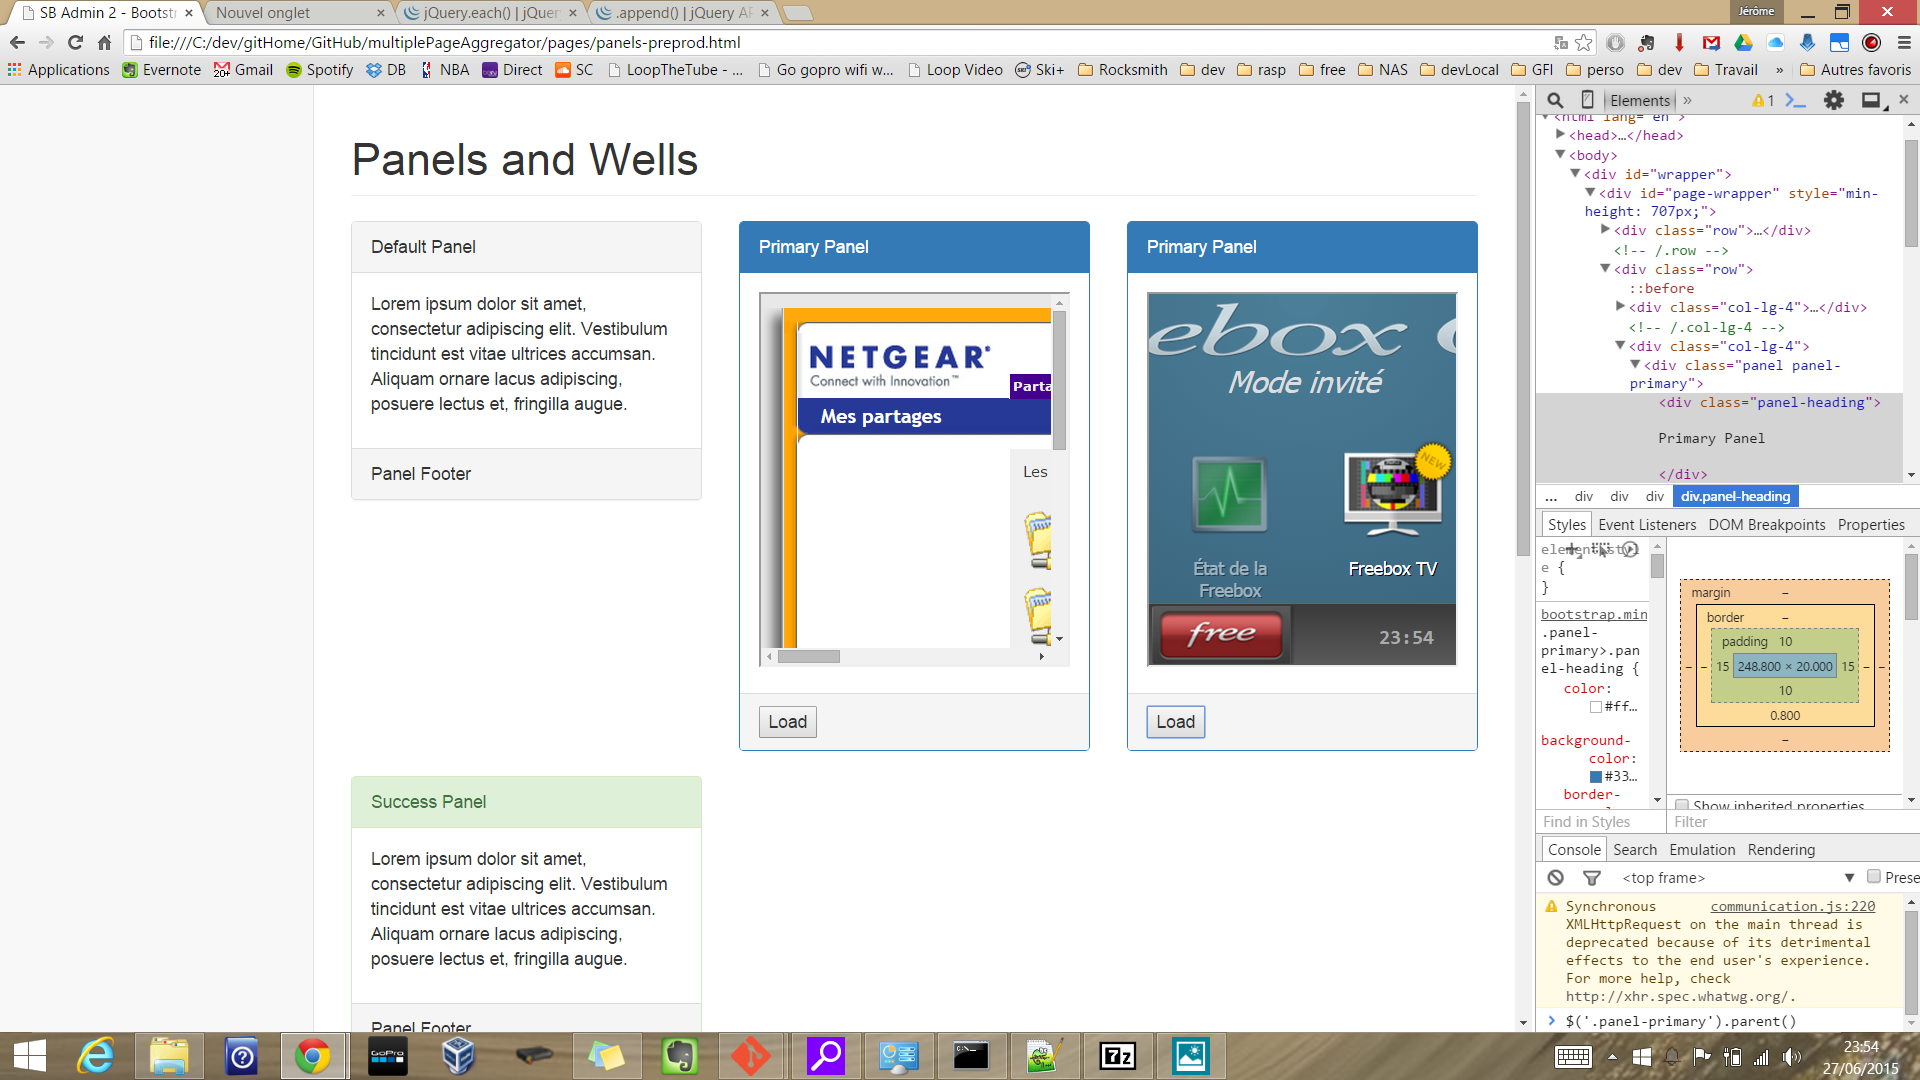 SB Admin 2 - Bootst
Nouvel onglet
jQuery.each() | jQuer
.append() | jQuery AP
Jérôme
file:///C:/dev/gitHome/GitHub/multiplePageAggregator/pages/panels-preprod.html
Applications
Evernote
20+ Gmail
Spotify
DB
NBA
Direct
SC
LoopTheTube - ...
Go gopro wifi w...
Loop Video
Ski+
Rocksmith
dev
rasp
free
NAS
devLocal
GFI
perso
dev
Travail
»
Autres favoris
Panels and Wells
Default Panel
Lorem ipsum dolor sit amet,
consectetur adipiscing elit. Vestibulum
tincidunt est vitae ultrices accumsan.
Aliquam ornare lacus adipiscing,
posuere lectus et, fringilla augue.
Panel Footer
Primary Panel
NETGEAR®
Connect with Innovation™
Parta
Mes partages
Les
Load
Primary Panel
ebox
Mode invité
NEW
État de la
Freebox
Freebox TV
free
23:54
Load
Success Panel
Lorem ipsum dolor sit amet,
consectetur adipiscing elit. Vestibulum
tincidunt est vitae ultrices accumsan.
Aliquam ornare lacus adipiscing,
posuere lectus et, fringilla augue.
Panel Footer
Elements » 1
<html lang="en">
<head>…</head>
<body>
<div id="wrapper">
<div id="page-wrapper" style="min-
height: 707px;">
<div class="row">…</div>
<!-- /.row -->
<div class="row">
::before
<div class="col-lg-4">…</div>
<!-- /.col-lg-4 -->
<div class="col-lg-4">
<div class="panel panel-
primary">
<div class="panel-heading">
Primary Panel
</div>
... div div div div.panel-heading
Styles Event Listeners DOM Breakpoints Properties
element.styl
e {
}
bootstrap.min
.panel-
primary>.pan
el-heading {
color:
#ff…
background-
color:
#33…
border-
margin –
border –
padding 10
– – 15 248.800 × 20.000 15 – –
10
0.800
–
Show inherited properties
Find in Styles
Filter
Console Search Emulation Rendering
<top frame> ▼ Prese
Synchronous communication.js:220
XMLHttpRequest on the main thread is
deprecated because of its detrimental
effects to the end user's experience.
For more help, check
http://xhr.spec.whatwg.org/.
$('.panel-primary').parent()
GoPro
7z
23:54
27/06/2015